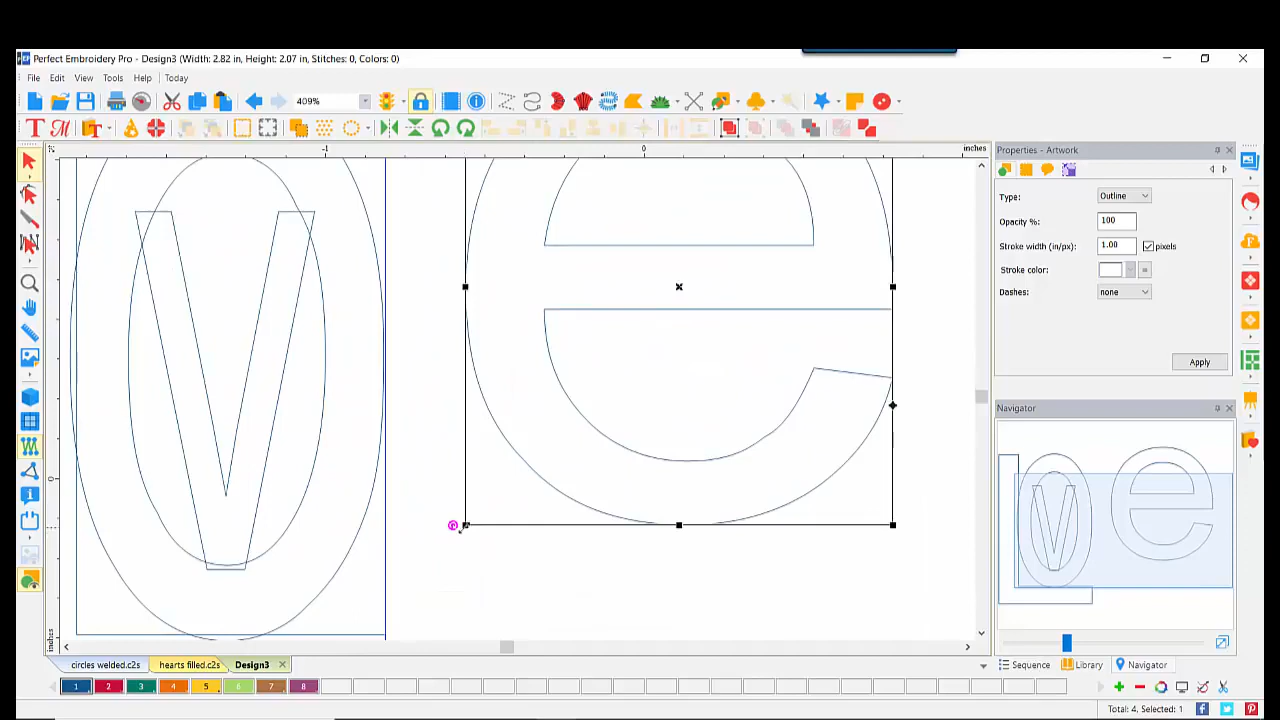 Perfect Embroidery Pro - Design3 (Width: 2.82 in, Height: 2.07 in, Stitches: 0, Colors: 0)
File Edit View Tools Help Today
409%
-1 0 inches
Properties - Artwork
Type: Outline
Opacity %: 100
Stroke width (in/px): 1.00 pixels
Stroke color:
Dashes: none
Apply
V e
0
Navigator
L o v e
inches
circles welded.c2s hearts filled.c2s Design3
Sequence Library Navigator
1 2 3 4 5 6 7 8
Total: 4, Selected: 1